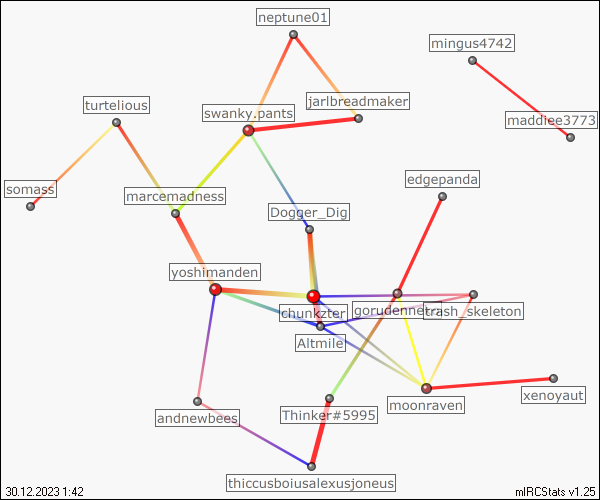 neptune01
mingus4742
turtelious
swanky.pants
jarlbreadmaker
maddiee3773
somass
marcemadness
edgepanda
Dogger_Dig
yoshimanden
chunkzter
trash_skeleton
Altmile
andnewbees
Thinker#5995
moonraven
xenoyaut
thiccusboiusalexusjoneus
30.12.2023 1:42
mIRCStats v1.25